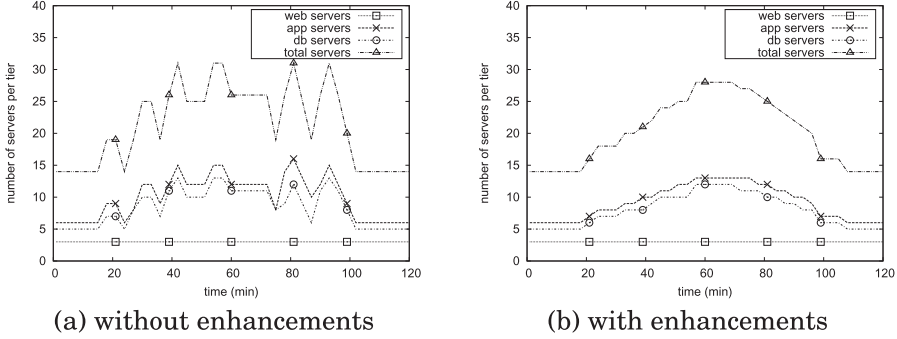 40
35
30
25
20
15
10
5
0
number of servers per tier
web servers
app servers
db servers
total servers
0 20 40 60 80 100 120
time (min)
(a) without enhancements
40
35
30
25
20
15
10
5
0
number of servers per tier
web servers
app servers
db servers
total servers
0 20 40 60 80 100 120
time (min)
(b) with enhancements